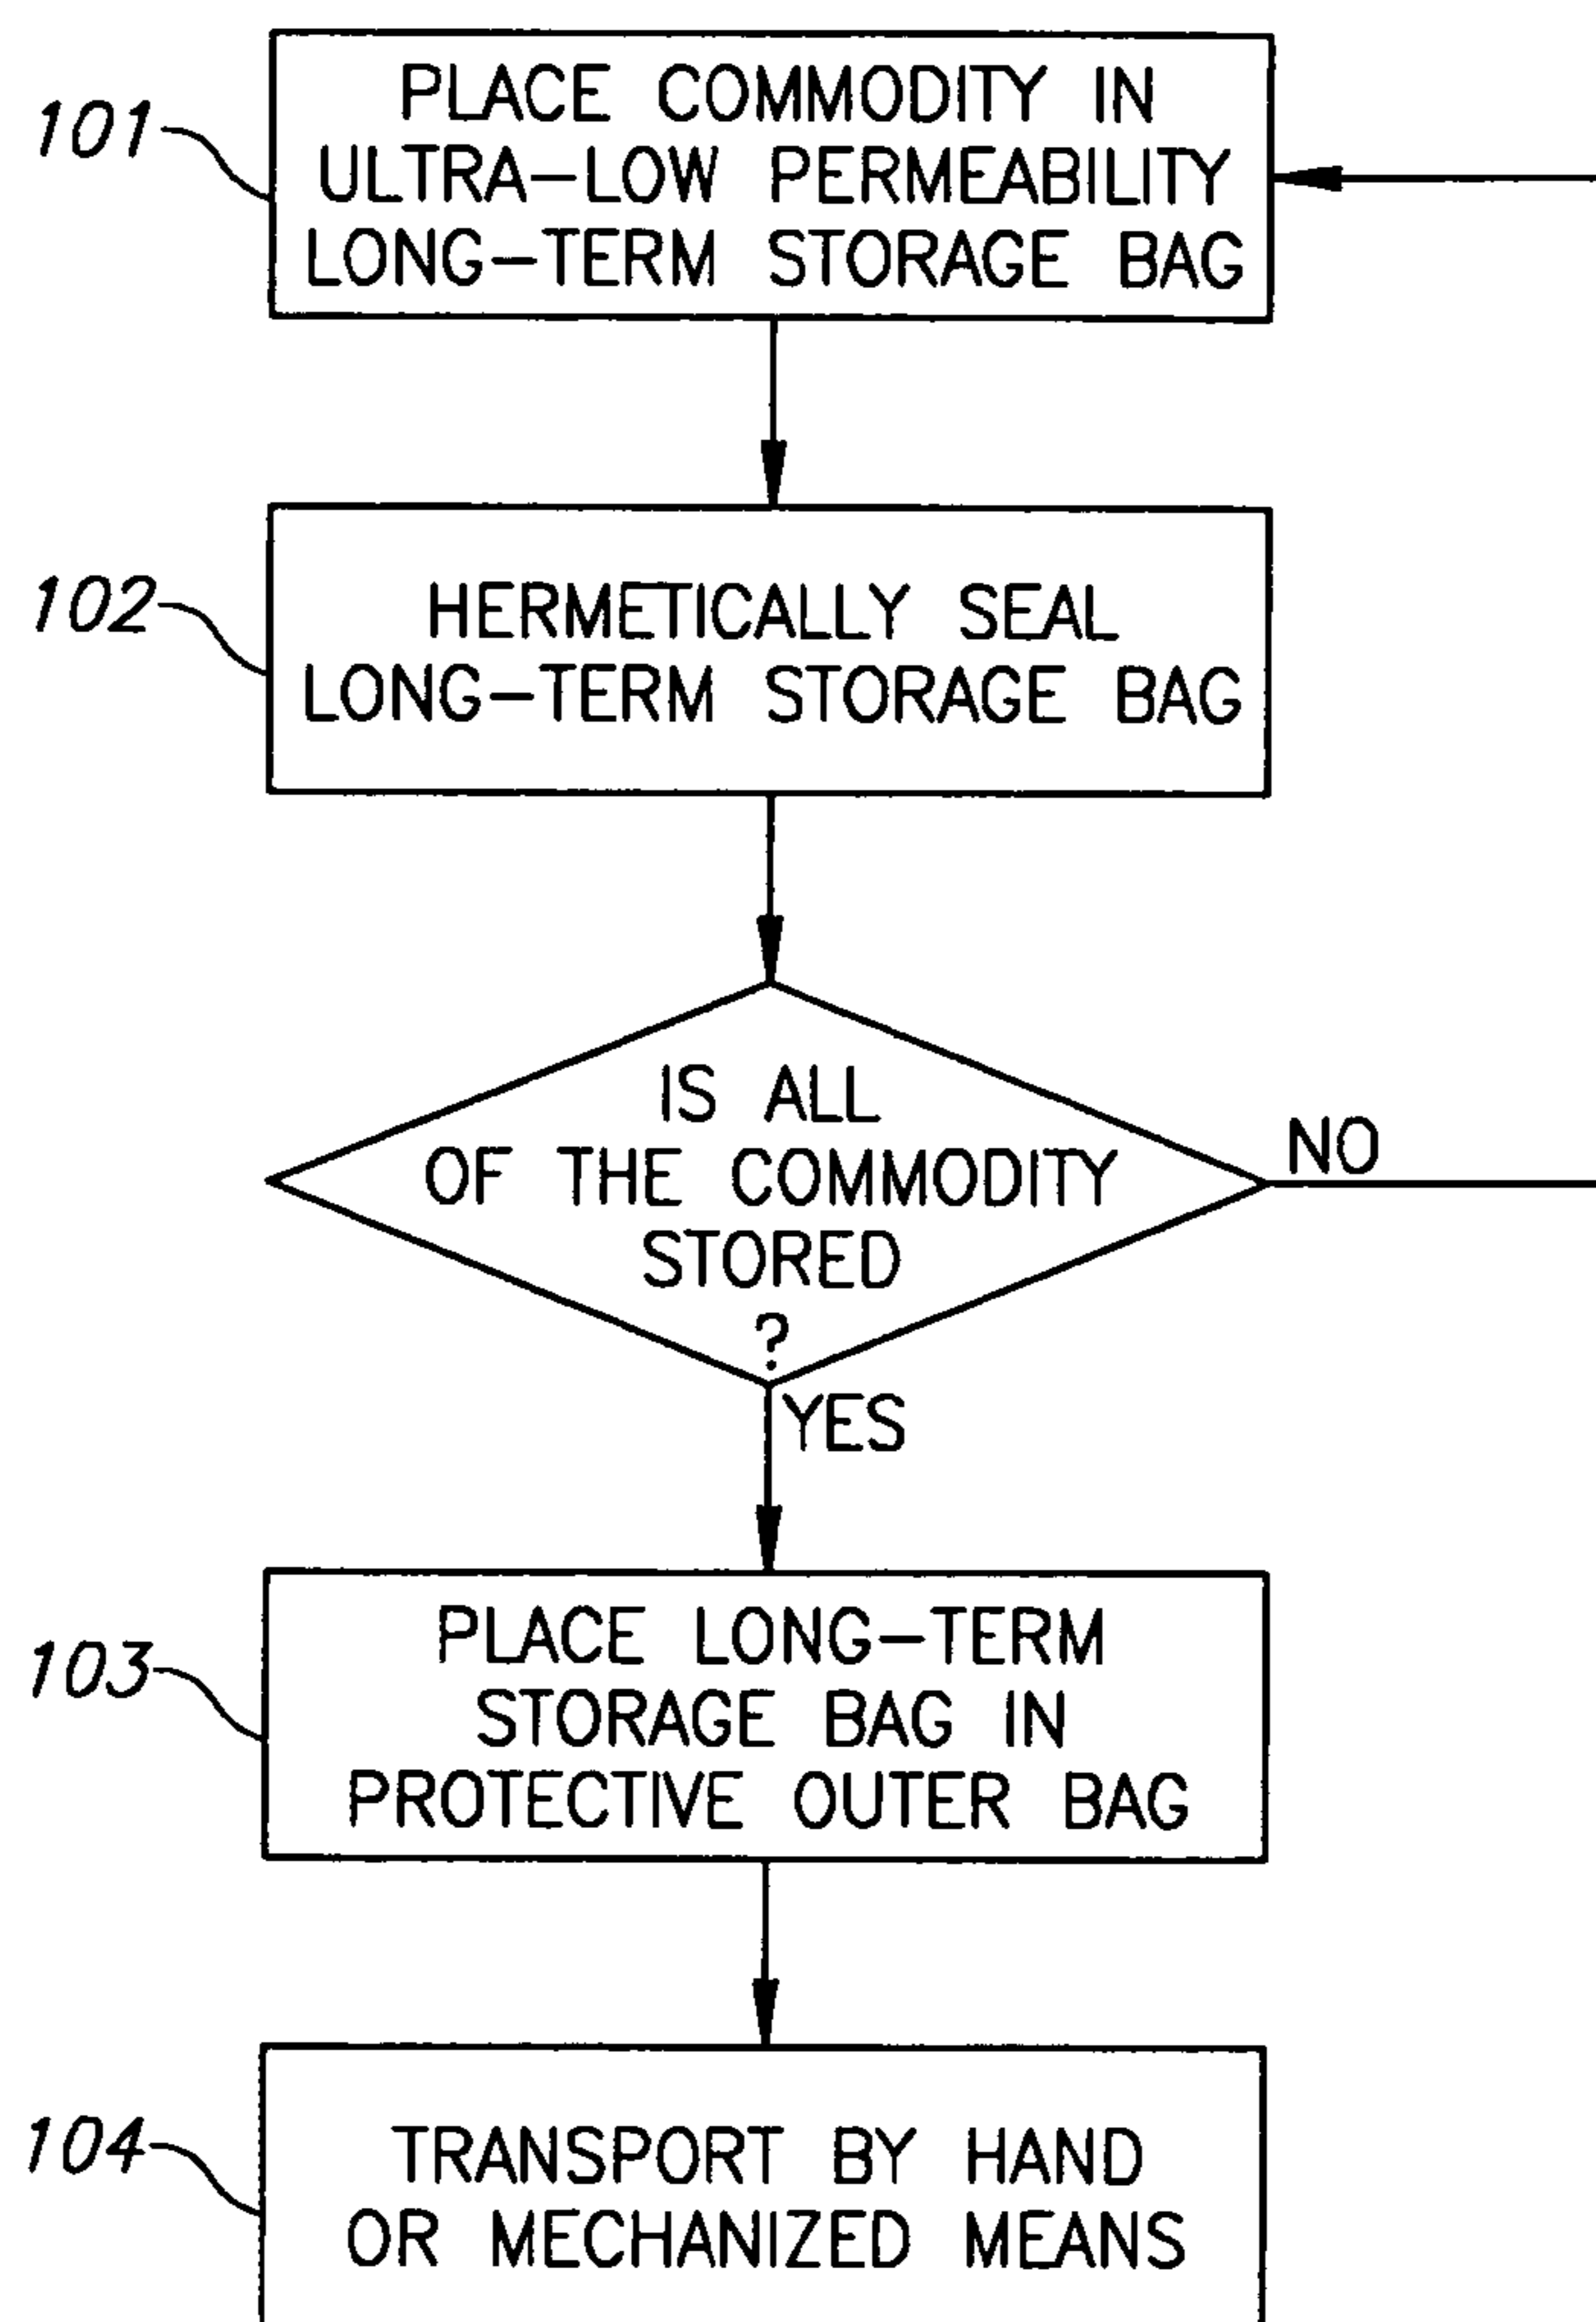 101
PLACE COMMODITY IN
ULTRA-LOW PERMEABILITY
LONG-TERM STORAGE BAG
102
HERMETICALLY SEAL
LONG-TERM STORAGE BAG
IS ALL
OF THE COMMODITY
STORED
?
NO
YES
103
PLACE LONG-TERM
STORAGE BAG IN
PROTECTIVE OUTER BAG
104
TRANSPORT BY HAND
OR MECHANIZED MEANS